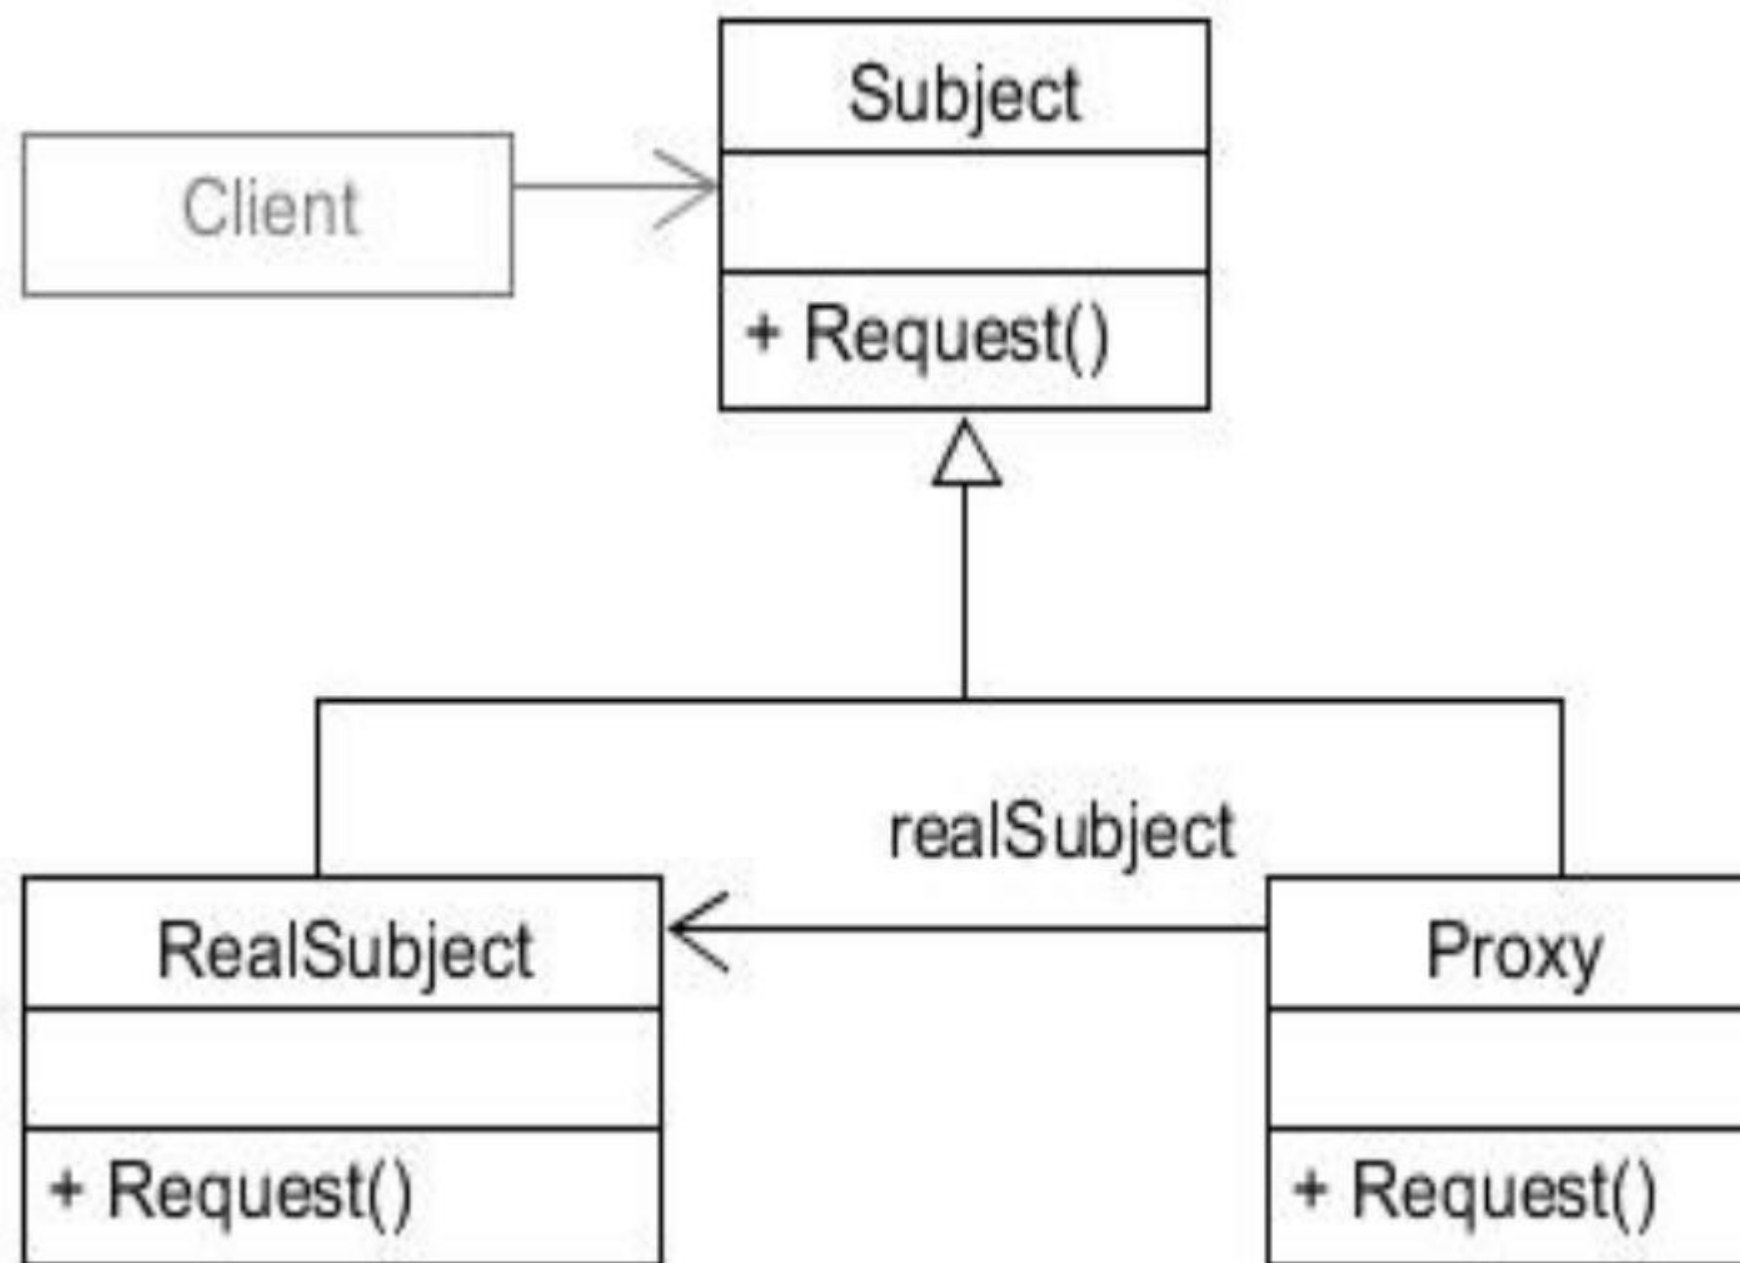 Subject
Client
+ Request()
realSubject
RealSubject
Proxy
+ Request()
+ Request()